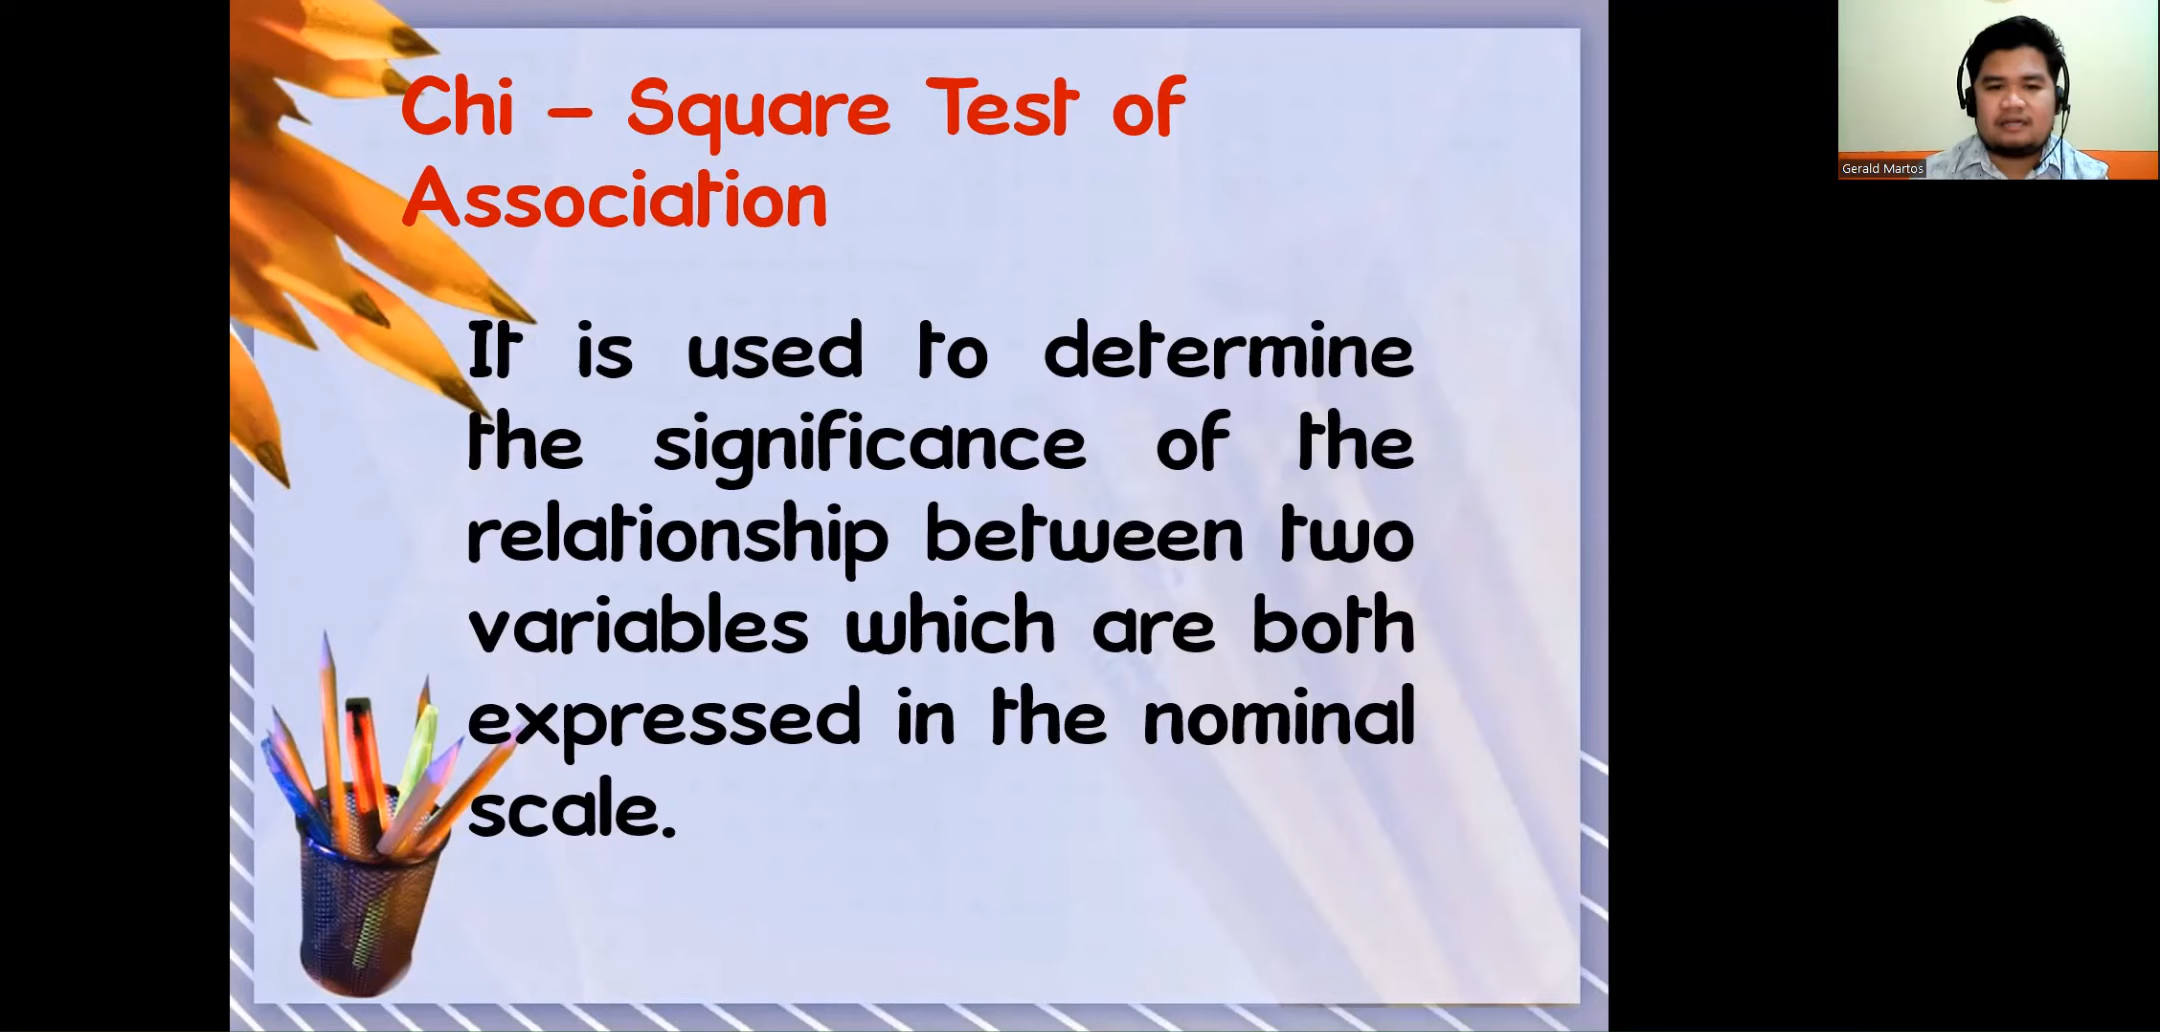 Chi – Square Test of
Association
It is used to determine
the significance of the
relationship between two
variables which are both
expressed in the nominal
scale.
Gerald Martos